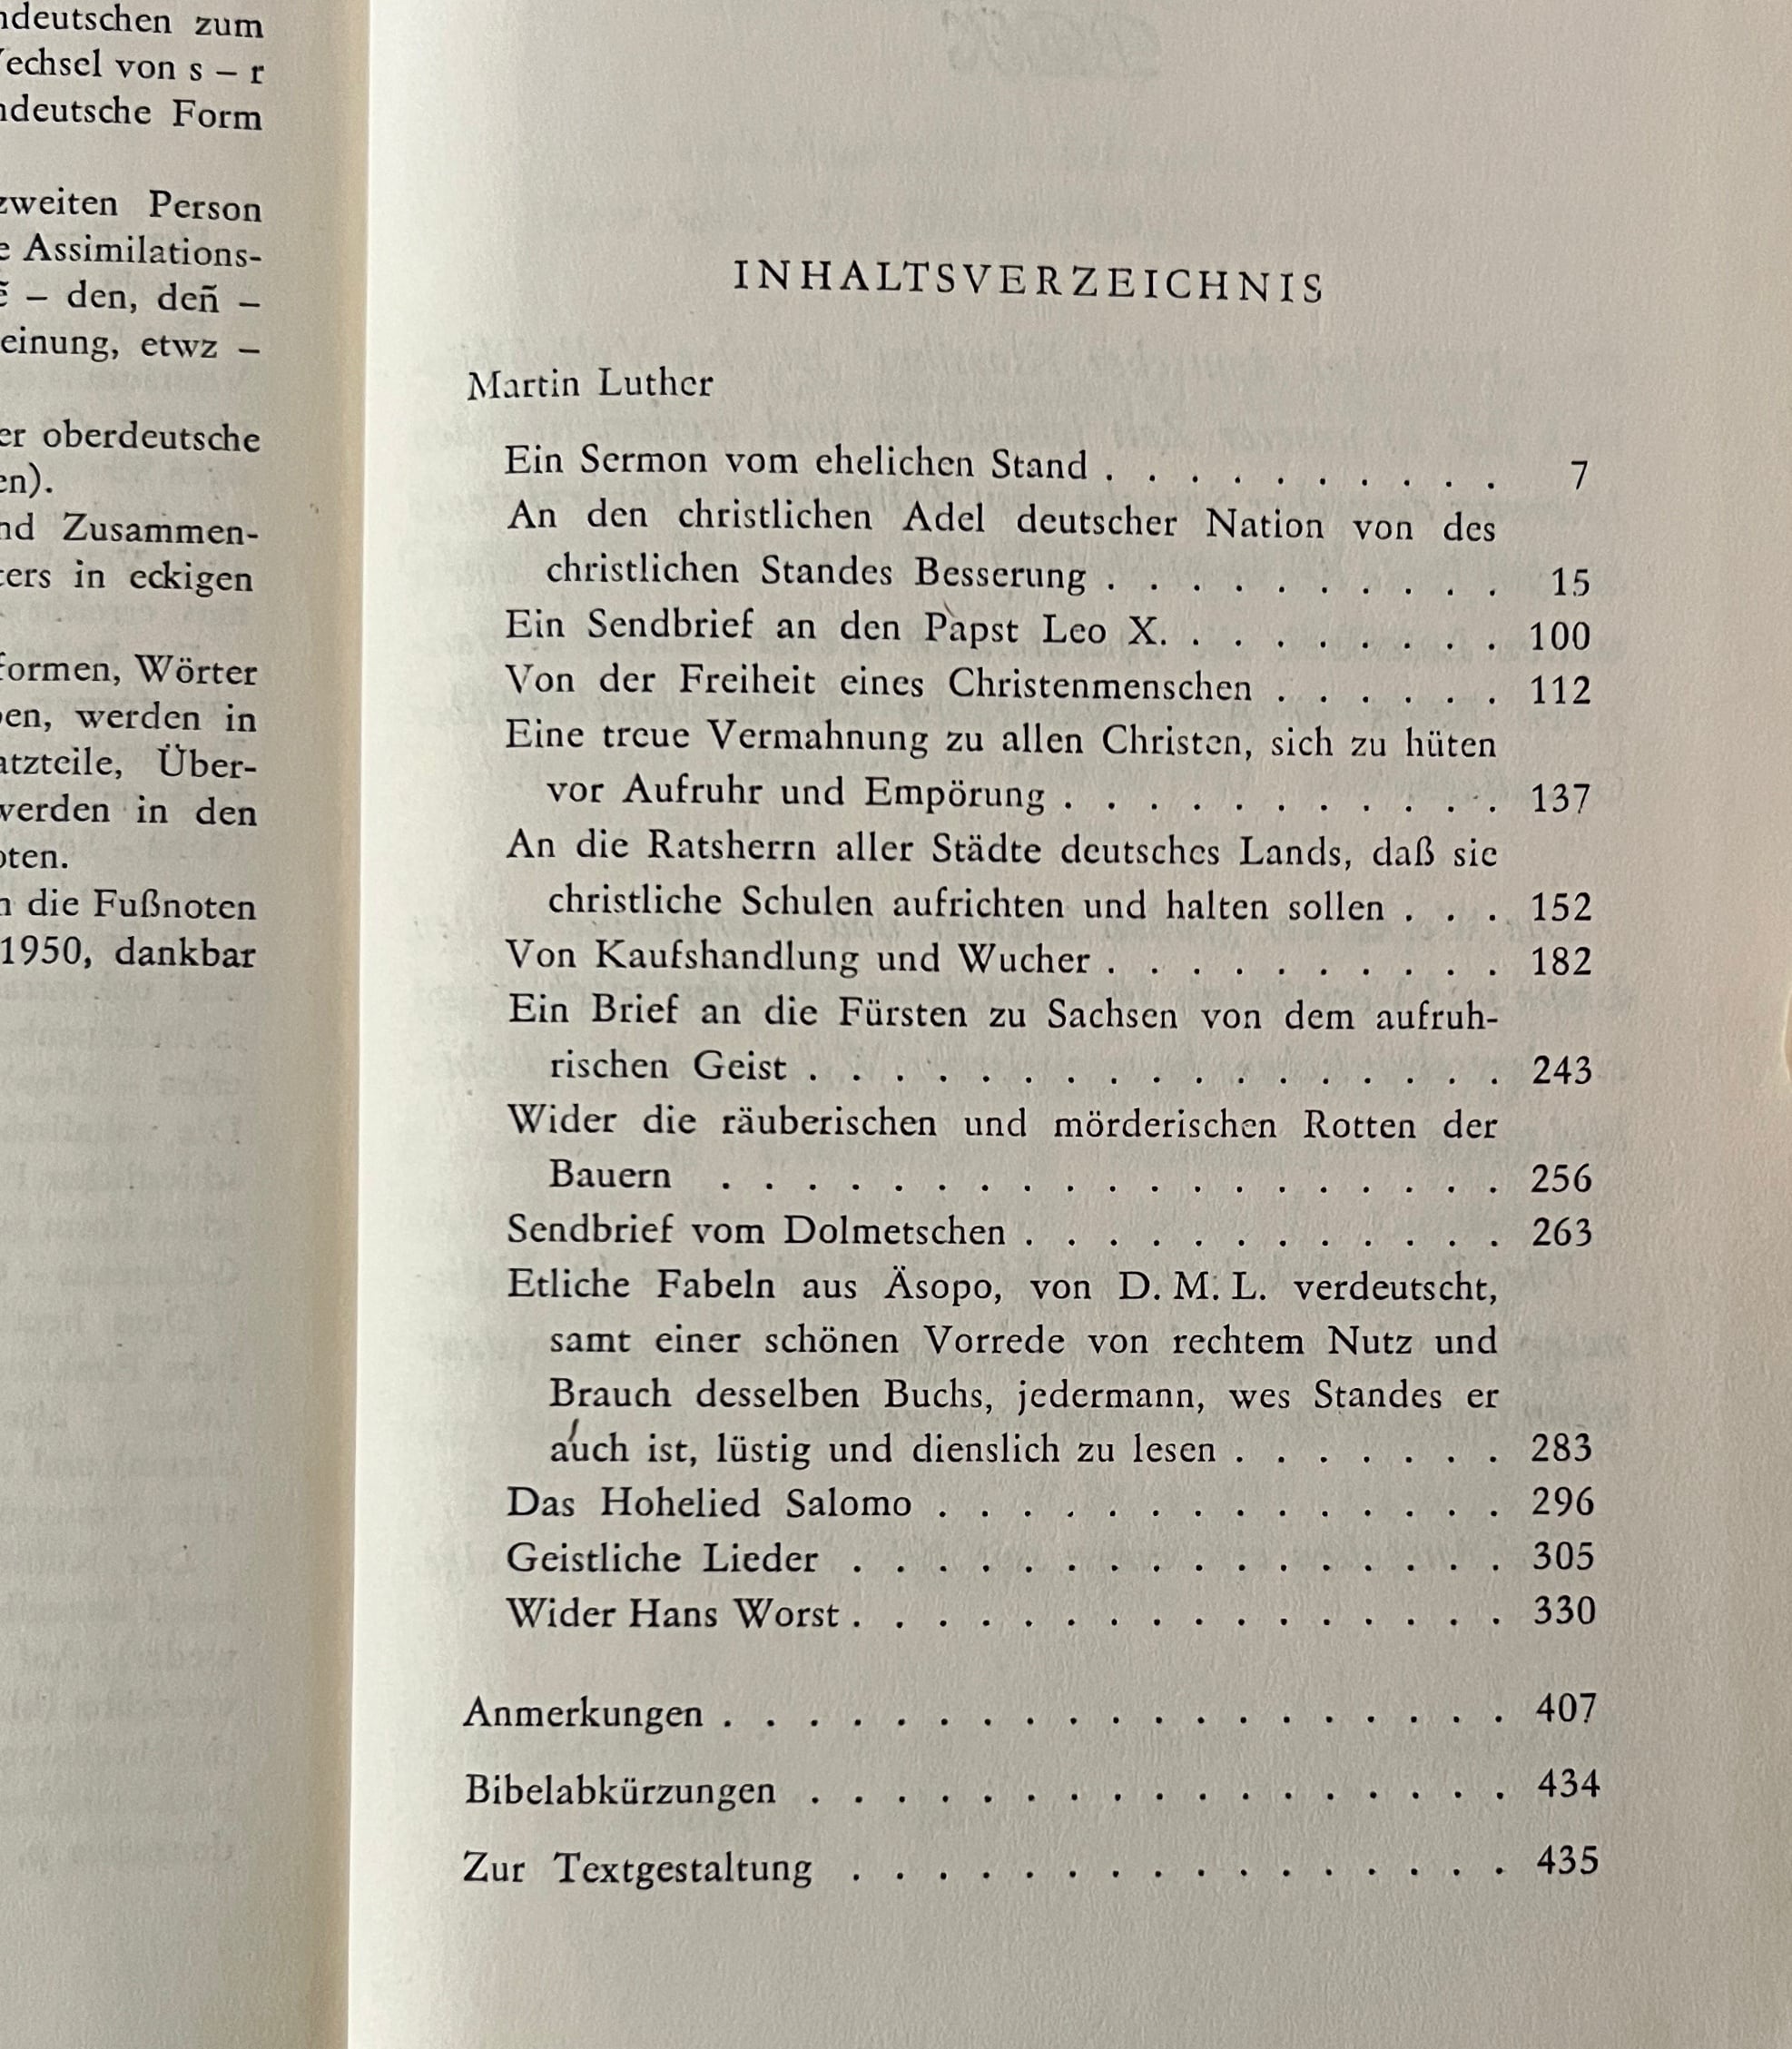 ndeutschen zum
Wechsel von s – r
ndeutsche Form
zweiten Person
e Assimilations-
– den, deñ –
einung, etwz –
er oberdeutsche
en).
nd Zusammen-
ters in eckigen
formen, Wörter
ben, werden in
atzteile, Über-
werden in den
oten.
n die Fußnoten
1950, dankbar
INHALTSVERZEICHNIS
Martin Luther
Ein Sermon vom ehelichen Stand . . . . . . . . . . 7
An den christlichen Adel deutscher Nation von des
christlichen Standes Besserung . . . . . . . . . . 15
Ein Sendbrief an den Papst Leo X. . . . . . . . . 100
Von der Freiheit eines Christenmenschen . . . . . . 112
Eine treue Vermahnung zu allen Christen, sich zu hüten
vor Aufruhr und Empörung . . . . . . . . . . . 137
An die Ratsherrn aller Städte deutsches Lands, daß sie
christliche Schulen aufrichten und halten sollen . . . 152
Von Kaufshandlung und Wucher . . . . . . . . . . 182
Ein Brief an die Fürsten zu Sachsen von dem aufruh-
rischen Geist . . . . . . . . . . . . . . . . . 243
Wider die räuberischen und mörderischen Rotten der
Bauern . . . . . . . . . . . . . . . . . . . 256
Sendbrief vom Dolmetschen . . . . . . . . . . . . 263
Etliche Fabeln aus Äsopo, von D. M. L. verdeutscht,
samt einer schönen Vorrede von rechtem Nutz und
Brauch desselben Buchs, jedermann, wes Standes er
auch ist, lüstig und dienslich zu lesen . . . . . . . 283
Das Hohelied Salomo . . . . . . . . . . . . . . 296
Geistliche Lieder . . . . . . . . . . . . . . . . 305
Wider Hans Worst . . . . . . . . . . . . . . . . 330
Anmerkungen . . . . . . . . . . . . . . . . . . . 407
Bibelabkürzungen . . . . . . . . . . . . . . . . . 434
Zur Textgestaltung . . . . . . . . . . . . . . . . 435